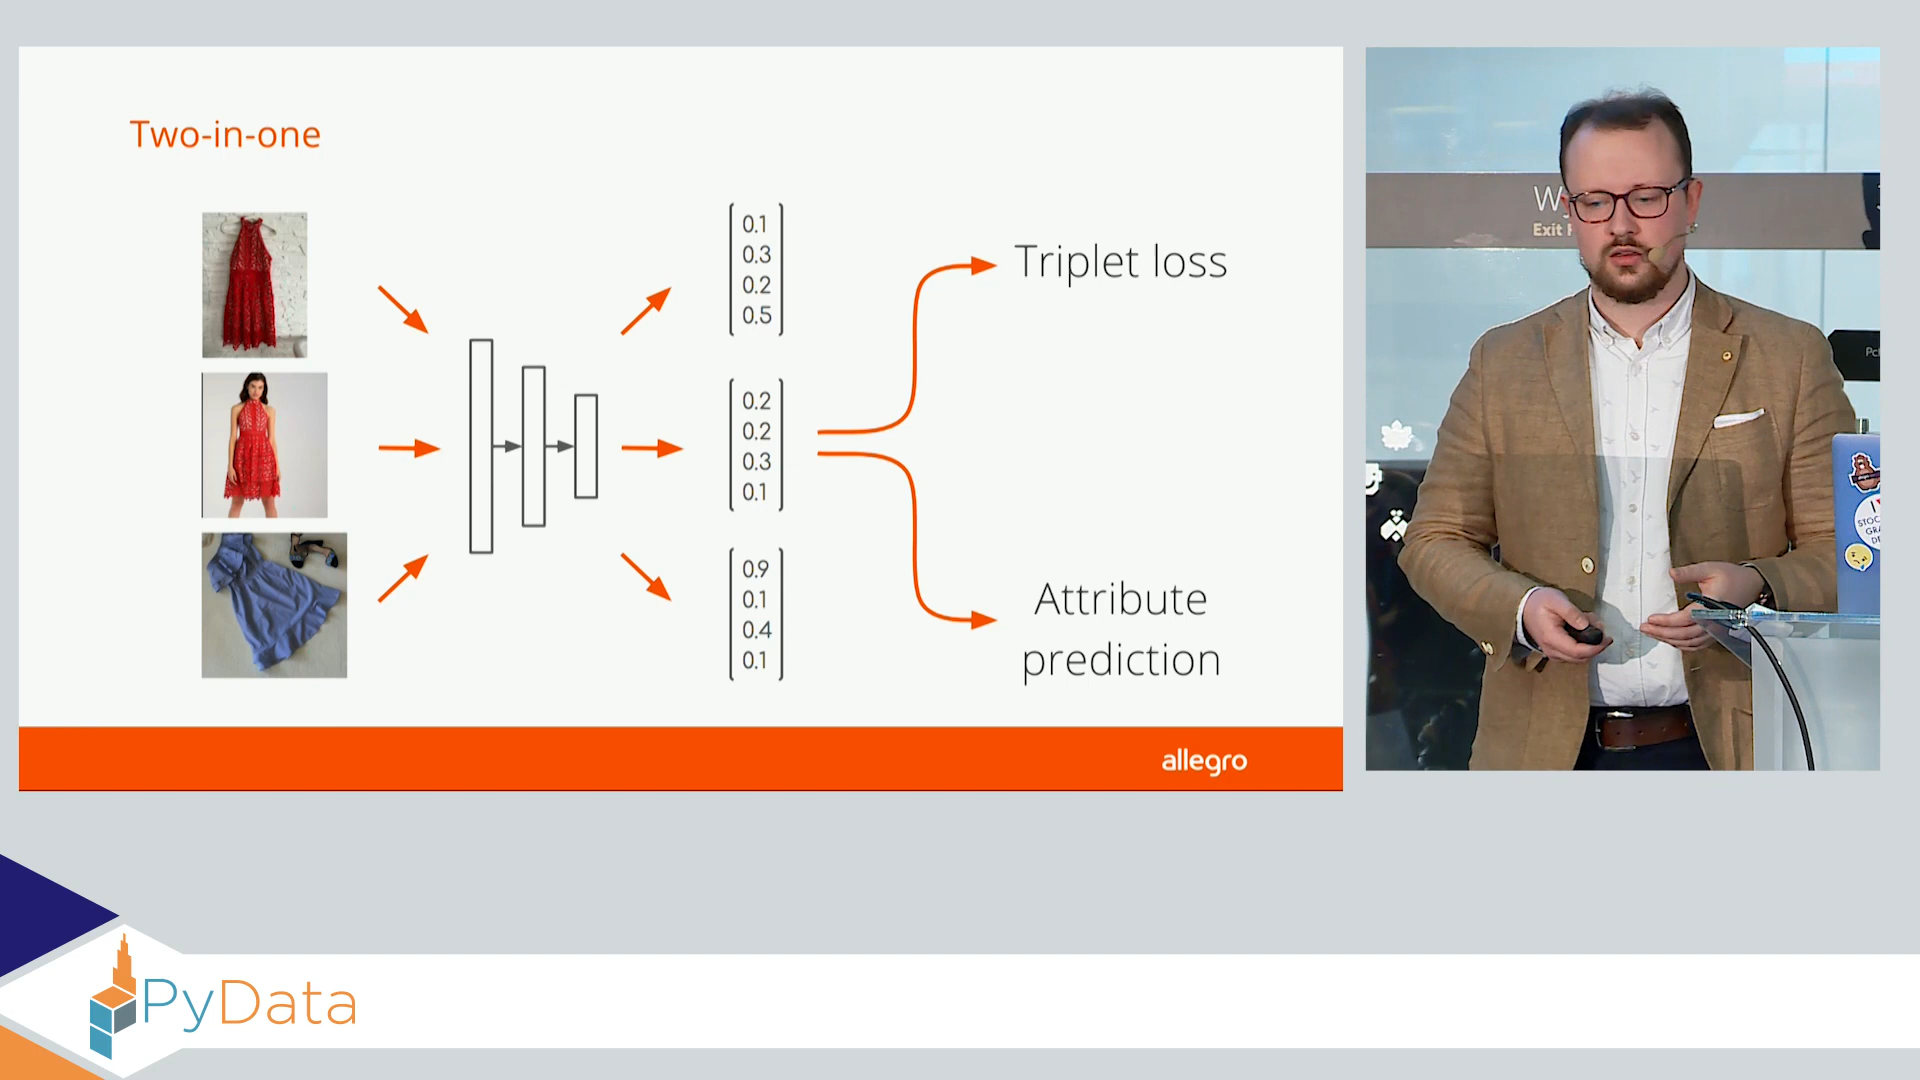 Two-in-one
0.1
0.3
0.2
0.5
0.2
0.2
0.3
0.1
0.9
0.1
0.4
0.1
Triplet loss
Attribute
prediction
allegro
Exit
I
PyData